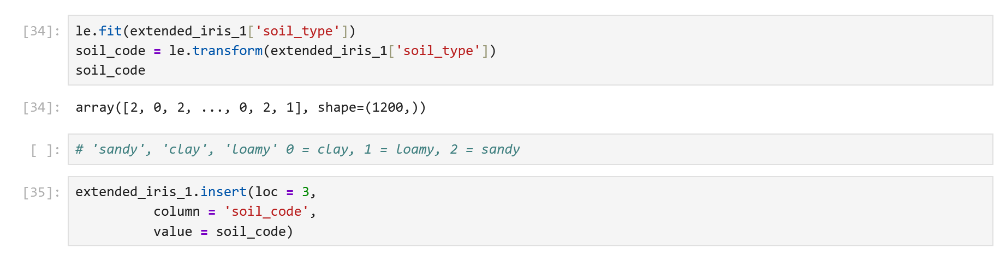 [34]: le.fit(extended_iris_1['soil_type'])
soil_code = le.transform(extended_iris_1['soil_type'])
soil_code
[34]: array([2, 0, 2, ..., 0, 2, 1], shape=(1200,))
[ ]: # 'sandy', 'clay', 'loamy' 0 = clay, 1 = loamy, 2 = sandy
[35]: extended_iris_1.insert(loc = 3,
column = 'soil_code',
value = soil_code)